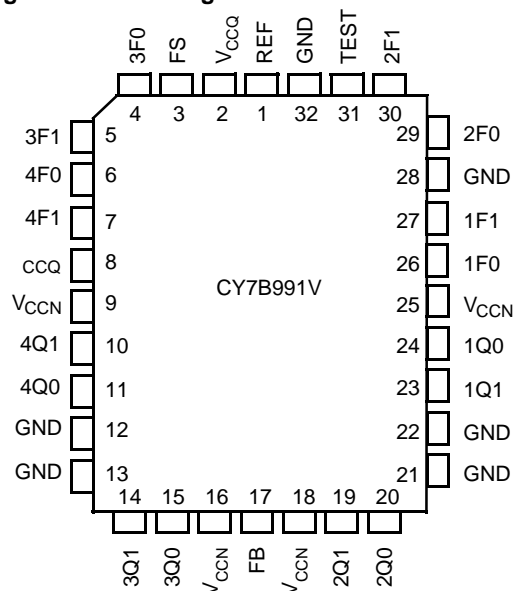 3F0 FS VCCQ REF GND TEST 2F1
4 3 2 1 32 31 30
3F1 5 29 2F0
4F0 6 28 GND
4F1 7 27 1F1
CCQ 8 26 1F0
CY7B991V
VCCN 9 25 VCCN
4Q1 10 24 1Q0
4Q0 11 23 1Q1
GND 12 22 GND
GND 13 21 GND
14 15 16 17 18 19 20
3Q1 3Q0 VCCN FB VCCN 2Q1 2Q0